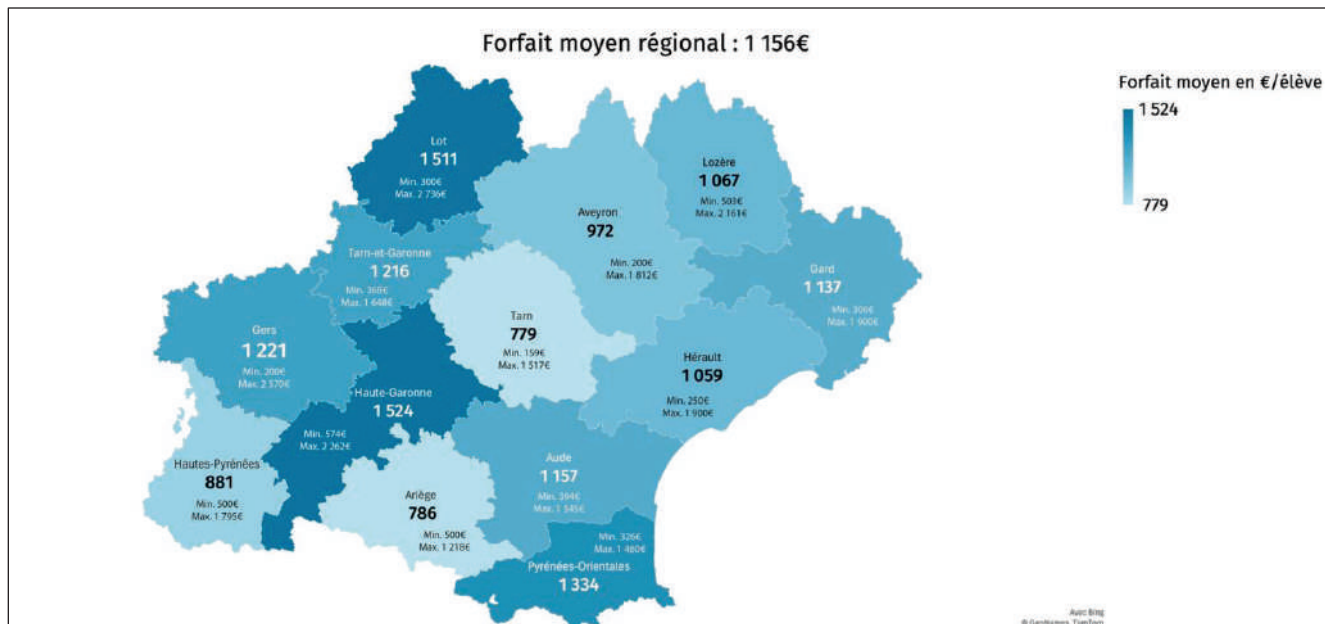 Forfait moyen régional : 1 156€
Forfait moyen en €/élève
1 524
779
Lot
1 511
Min. 300€
Max. 2 736€
Lozère
1 067
Min. 503€
Max. 2 161€
Aveyron
972
Min. 200€
Max. 1 812€
Tarn-et-Garonne
1 216
Min. 366€
Max. 1 648€
Gard
1 137
Min. 306€
Max. 1 900€
Tarn
779
Min. 159€
Max. 1 517€
Gers
1 221
Min. 200€
Max. 2 570€
Hérault
1 059
Min. 250€
Max. 1 900€
Haute-Garonne
1 524
Min. 574€
Max. 2 262€
Hautes-Pyrénées
881
Min. 500€
Max. 1 795€
Aude
1 157
Min. 394€
Max. 1 545€
Ariège
786
Min. 500€
Max. 1 218€
Min. 326€
Max. 1 480€
Pyrénées-Orientales
1 334
Avec Bing
© GeoNames, TomTom